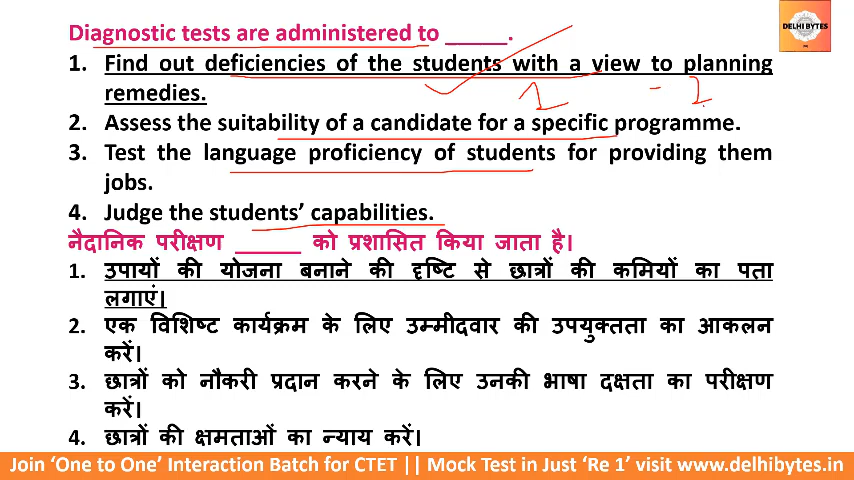 DELHI BYTES
Diagnostic tests are administered to _____.
1. Find out deficiencies of the students with a view to planning
remedies.
1 - 2
2. Assess the suitability of a candidate for a specific programme.
3. Test the language proficiency of students for providing them
jobs.
4. Judge the students’ capabilities.
नैदानिक परीक्षण ______ को प्रशासित किया जाता है।
1. उपायों की योजना बनाने की दृष्टि से छात्रों की कमियों का पता
लगाएं।
2. एक विशिष्ट कार्यक्रम के लिए उम्मीदवार की उपयुक्तता का आकलन
करें।
3. छात्रों को नौकरी प्रदान करने के लिए उनकी भाषा दक्षता का परीक्षण
करें।
4. छात्रों की क्षमताओं का न्याय करें।
Join ‘One to One’ Interaction Batch for CTET || Mock Test in Just ‘Re 1’ visit www.delhibytes.in